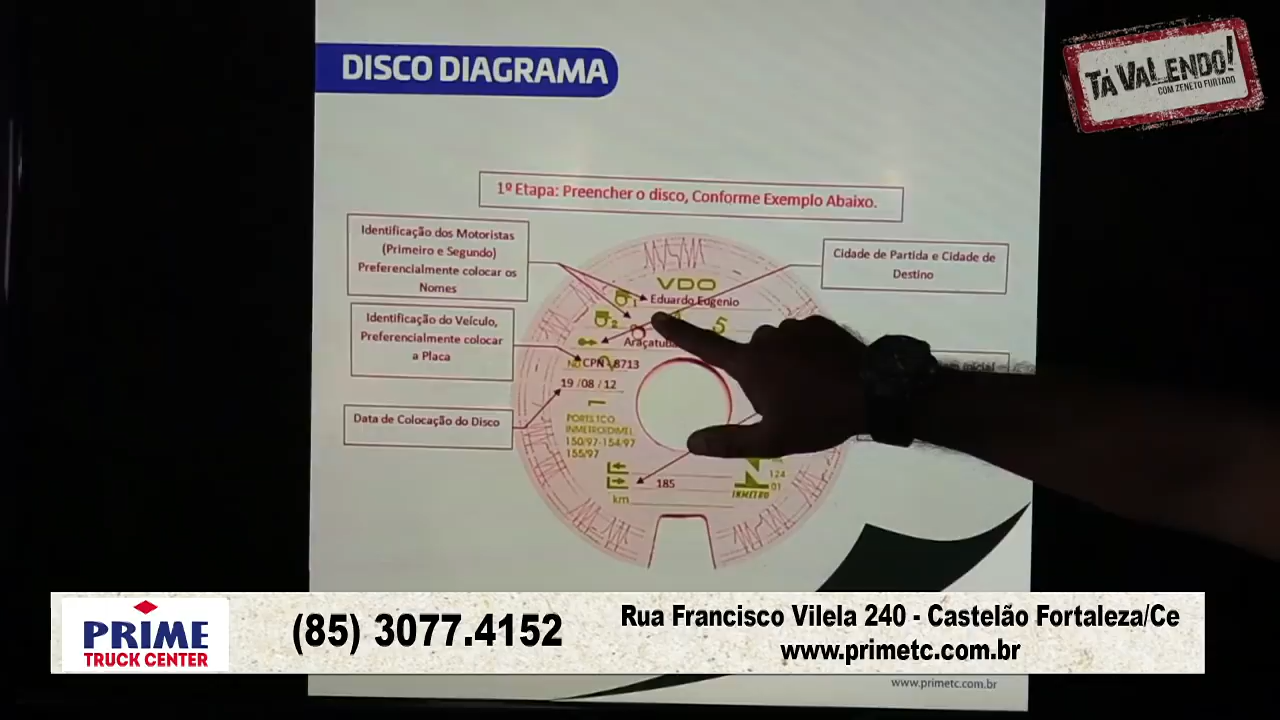 DISCO DIAGRAMA
TÁ VALENDO!
COM ZENETO FURTADO
1º Etapa: Preencher o disco, Conforme Exemplo Abaixo.
Identificação dos Motoristas
(Primeiro e Segundo)
Preferencialmente colocar os
Nomes
Cidade de Partida e Cidade de
Destino
Identificação do Veículo,
Preferencialmente colocar
a Placa
Data de Colocação do Disco
VDO
1 Eduardo Eugenio
2
5
Araçatuba
Nº CPN 8713
19 /08 / 12
INMETRO/DIMEL
150/97-154/97
155/97
185
km
124
01
INMETRO
PRIME
TRUCK CENTER
(85) 3077.4152
Rua Francisco Vilela 240 - Castelão Fortaleza/Ce
www.primetc.com.br
www.primetc.com.br